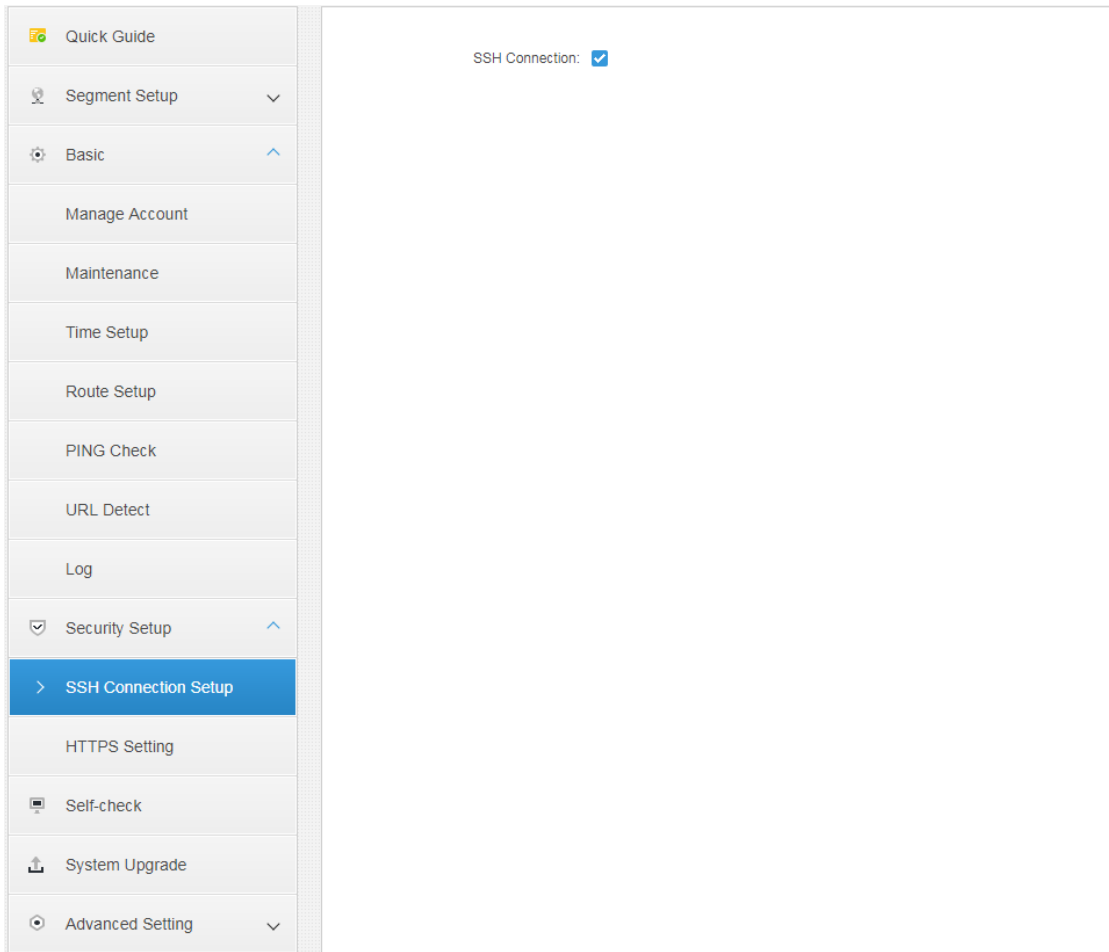 Quick Guide
Segment Setup
Basic
Manage Account
Maintenance
Time Setup
Route Setup
PING Check
URL Detect
Log
Security Setup
SSH Connection Setup
HTTPS Setting
Self-check
System Upgrade
Advanced Setting
SSH Connection: